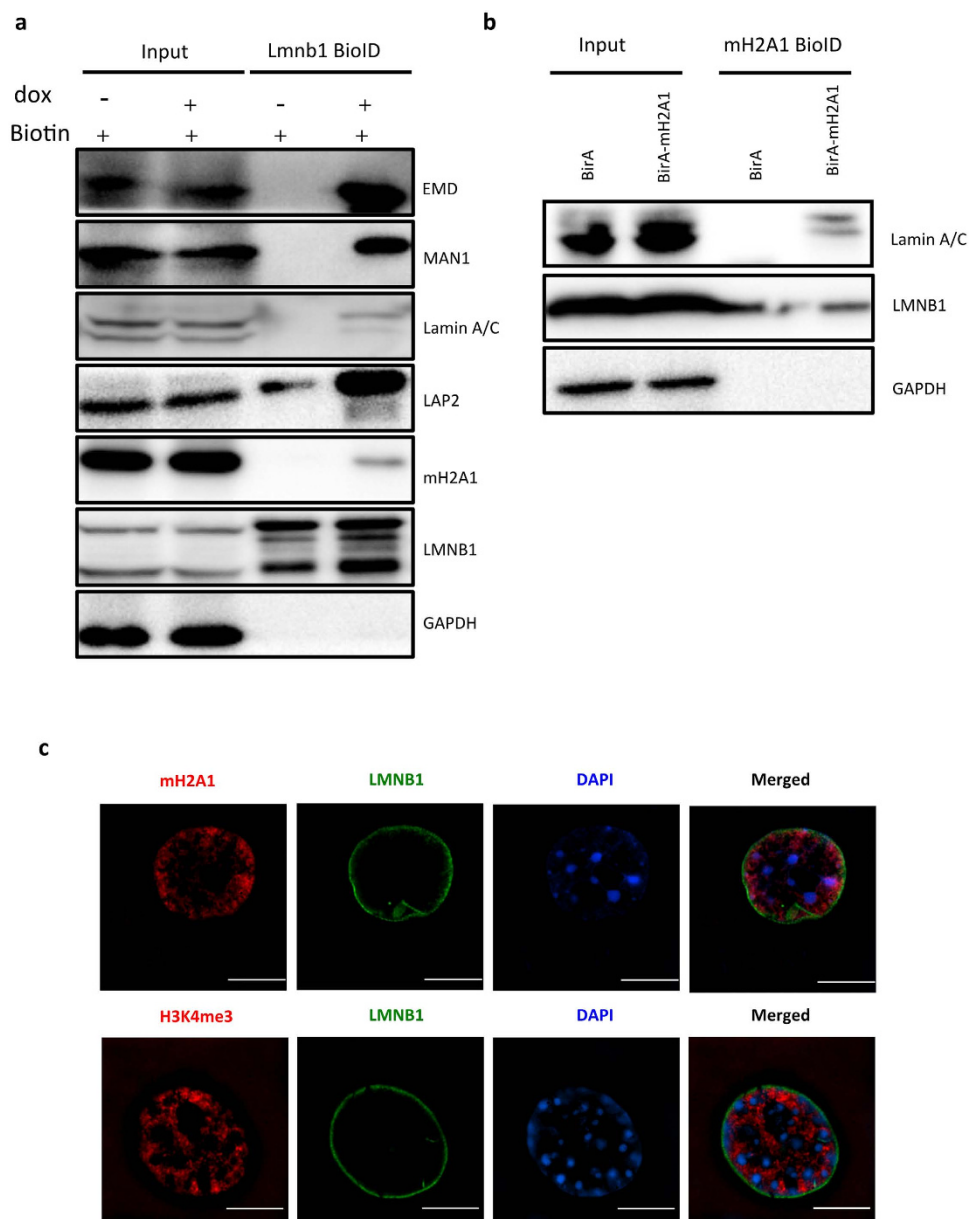 a
Input Lmnb1 BioID
dox - + - +
Biotin + + + +
EMD
MAN1
Lamin A/C
LAP2
mH2A1
LMNB1
GAPDH
b
Input mH2A1 BioID
BirA BirA-mH2A1 BirA BirA-mH2A1
Lamin A/C
LMNB1
GAPDH
c
mH2A1 LMNB1 DAPI Merged
H3K4me3 LMNB1 DAPI Merged